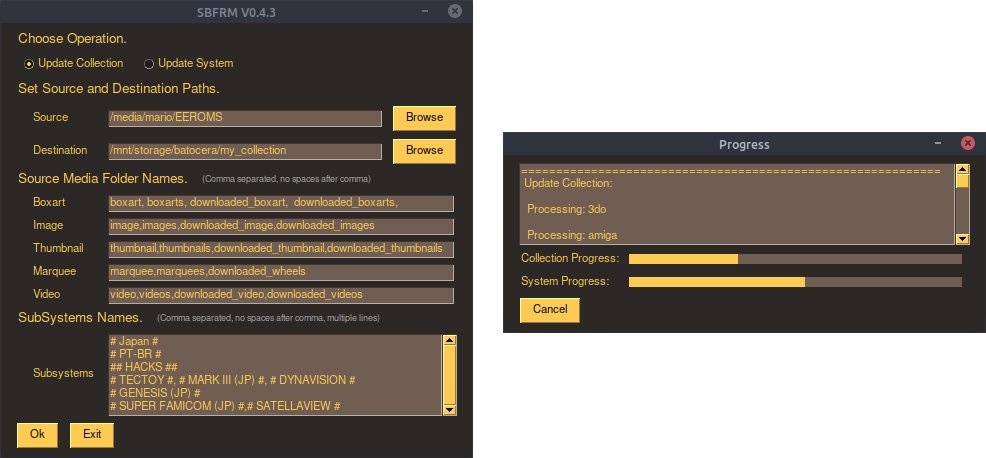 SBFRM V0.4.3
Choose Operation.
Update Collection
Update System
Set Source and Destination Paths.
Source
/media/mario/EEROMS
Browse
Destination
/mnt/storage/batocera/my_collection
Browse
Source Media Folder Names. (Comma separated, no spaces after comma)
Boxart
boxart, boxarts, downloaded_boxart,  downloaded_boxarts,
Image
image,images,downloaded_image,downloaded_images
Thumbnail
thumbnail,thumbnails,downloaded_thumbnail,downloaded_thumbnails
Marquee
marquee,marquees,downloaded_wheels
Video
video,videos,downloaded_video,downloaded_videos
SubSystems Names. (Comma separated, no spaces after comma, multiple lines)
Subsystems
# Japan #
# PT-BR #
## HACKS ##
# TECTOY #, # MARK III (JP) #, # DYNAVISION #
# GENESIS (JP) #
# SUPER FAMICOM (JP) #,# SATELLAVIEW #
Ok
Exit
Progress
============================================================
Update Collection:
Processing: 3do
Processing: amiga
Collection Progress:
System Progress:
Cancel